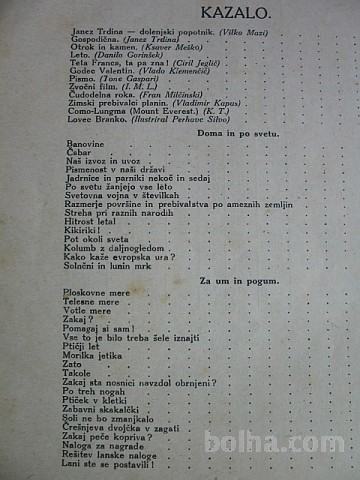 KAZALO.
Janez Trdina — dolenjski popotnik. (Vilko Mazi)
Gospodična. (Janez Trdina)
Otrok in kamen. (Ksaver Meško)
Leto. (Danilo Gorinšek)
Teta Franca, ta pa zna! (Ciril Jeglič)
Godec Valentin. (Vlado Klemenčič)
Pismo. (Tone Gaspari)
Zvočni film. (I. M. L.)
Čudodelna roka. (Fran Milčinski)
Zimski prebivalci planin. (Vladimir Kapus)
Como-Lungma (Mount Everest.) (K. T.)
Lovec Branko. (Ilustriral Perhavc Silvo)
Doma in po svetu.
Banovine
Čebar
Naš izvoz in uvoz
Pismenost v naši državi
Jadrnice in parniki nekoč in sedaj
Po svetu žanjejo vse leto
Svetovna vojna v številkah
Razmerje površine in prebivalstva po ameznih zemljin
Streha pri raznih narodih
Hitrost letal
Kikiriki!
Pot okoli sveta
Kolumb z daljnogledom
Kako kaže evropska ura?
Solnčni in lunin mrk
Za um in pogum.
Ploskovne mere
Telesne mere
Votle mere
Zakaj?
Pomagaj si sam!
Vse to je bilo treba šele iznajti
Ptičji let
Morilka jetika
Zato
Takole
Zakaj sta nosnici navzdol obrnjeni?
Po treh nogah
Ptiček v kletki
Zabavni skakalčki
Soli ne bo zmanjkalo
Črešnjeva dvojčka v zagati
Zakaj peče kopriva?
Naloga za nagrade
Rešitev lanske naloge
Lani ste se postavili!
bolha.com